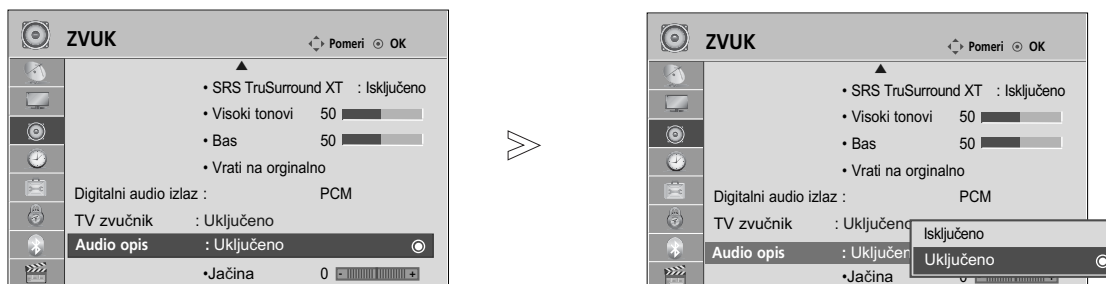 ZVUK Pomeri OK
• SRS TruSurround XT : Isključeno
• Visoki tonovi 50
• Bas 50
• Vrati na orginalno
Digitalni audio izlaz : PCM
TV zvučnik : Uključeno
Audio opis : Uključeno
•Jačina 0 - +
ZVUK Pomeri OK
• SRS TruSurround XT : Isključeno
• Visoki tonovi 50
• Bas 50
• Vrati na orginalno
Digitalni audio izlaz : PCM
TV zvučnik : Uključeno
Isključeno
Audio opis : Uključen
Uključeno
•Jačina 0